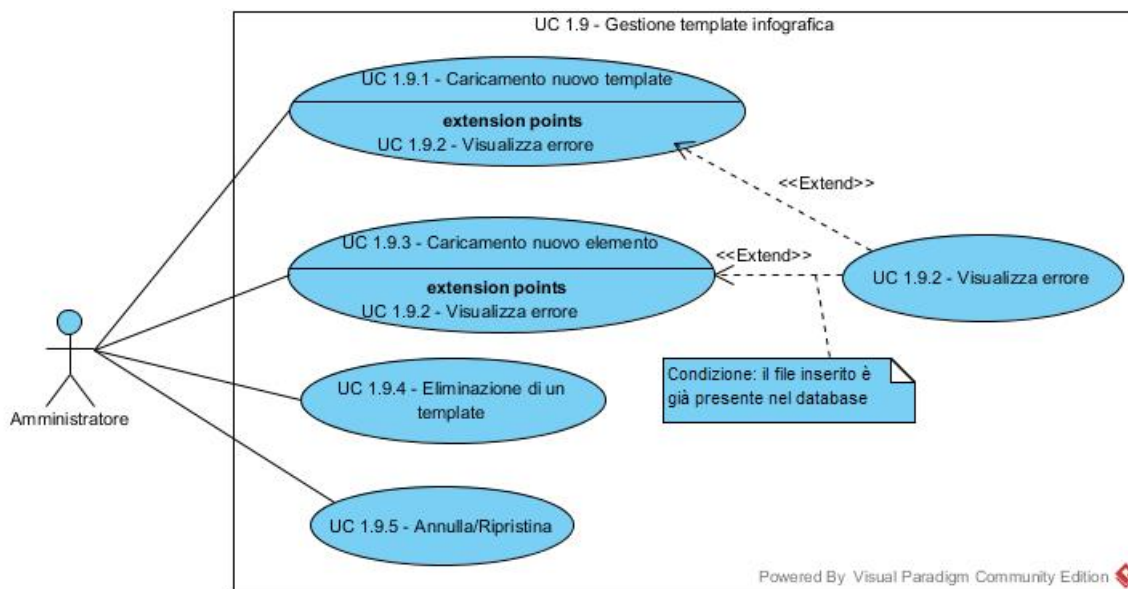 UC 1.9 - Gestione template infografica
UC 1.9.1 - Caricamento nuovo template
extension points
UC 1.9.2 - Visualizza errore
<<Extend>>
UC 1.9.3 - Caricamento nuovo elemento
extension points
UC 1.9.2 - Visualizza errore
<<Extend>>
UC 1.9.2 - Visualizza errore
Condizione: il file inserito è
già presente nel database
UC 1.9.4 - Eliminazione di un
template
Amministratore
UC 1.9.5 - Annulla/Ripristina
Powered By Visual Paradigm Community Edition